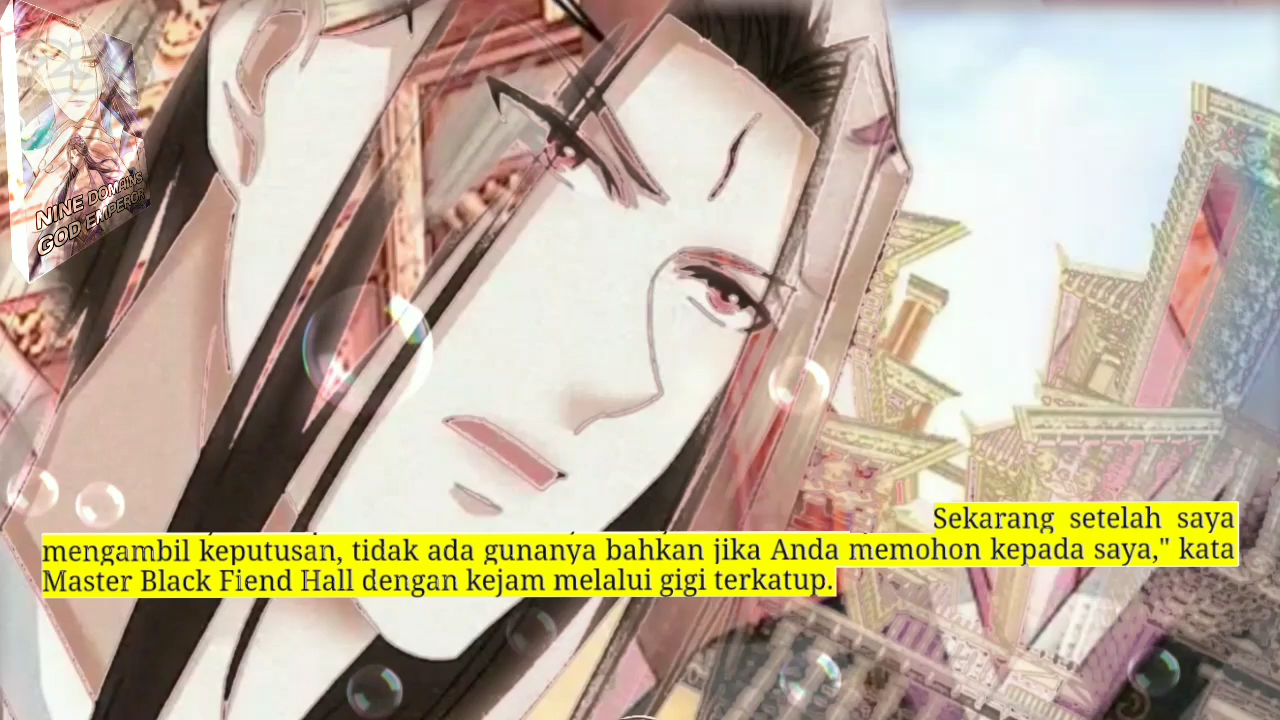 NINE DOMAINS
GOD EMPEROR
Sekarang setelah saya
mengambil keputusan, tidak ada gunanya bahkan jika Anda memohon kepada saya," kata
Master Black Fiend Hall dengan kejam melalui gigi terkatup.